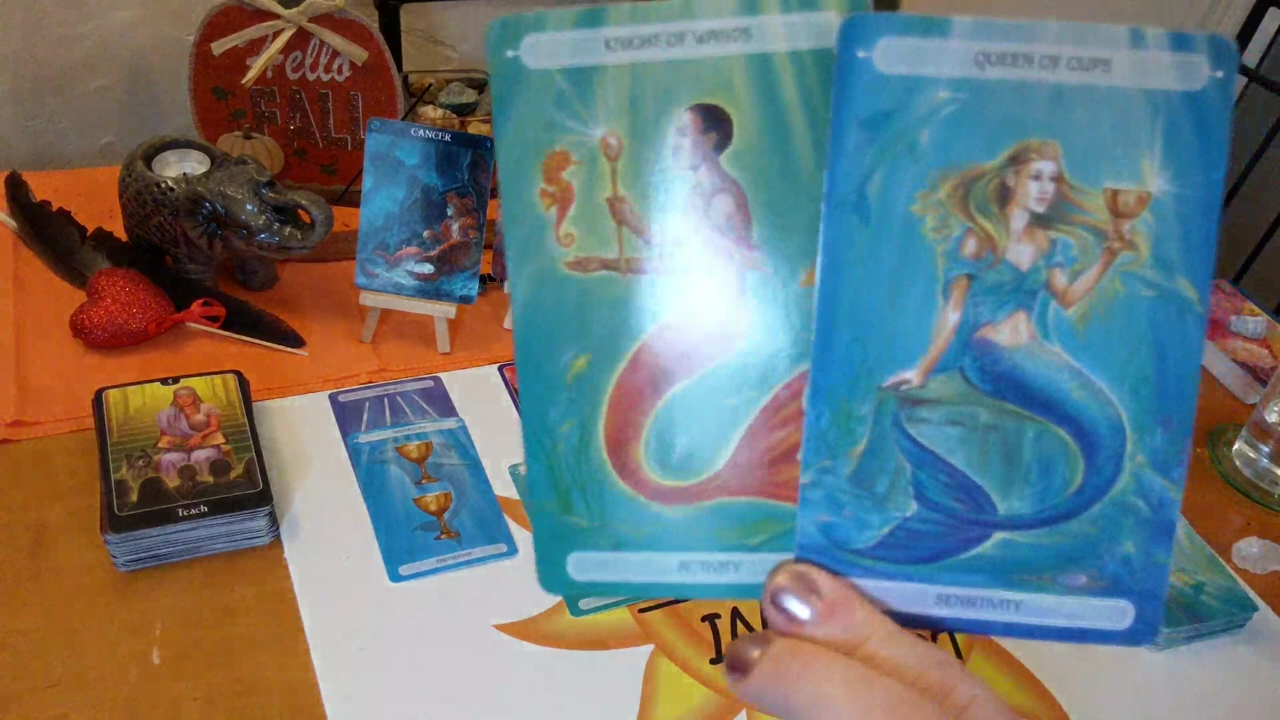 Hello
FALL
CANCER
KNIGHT OF WANDS
QUEEN OF CUPS
Teach
ACTIVITY
SENSITIVITY